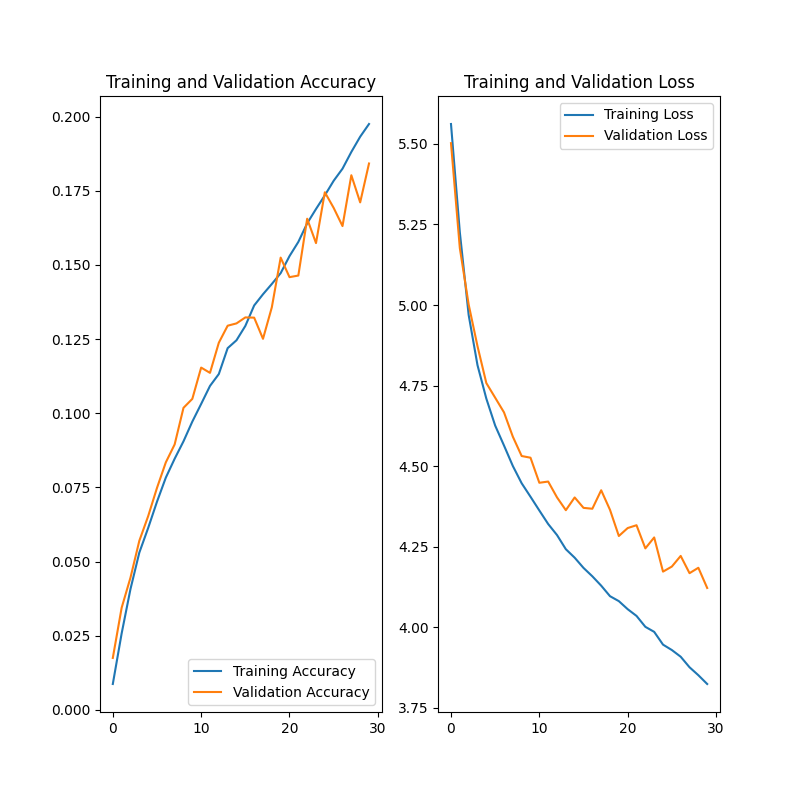 Training and Validation Accuracy
0.200
0.175
0.150
0.125
0.100
0.075
0.050
0.025
0.000
0 10 20 30
Training Accuracy
Validation Accuracy
Training and Validation Loss
5.50
5.25
5.00
4.75
4.50
4.25
4.00
3.75
0 10 20 30
Training Loss
Validation Loss